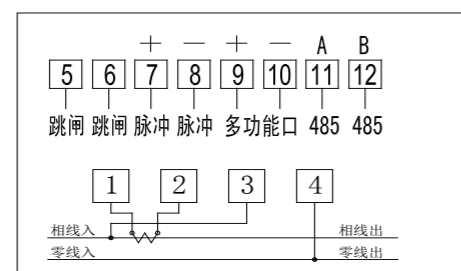 + — + — A B
5 6 7 8 9 10 11 12
跳闸 跳闸 脉冲 脉冲 多功能口 485 485
1 2 3 4
相线入 相线出
零线入 零线出